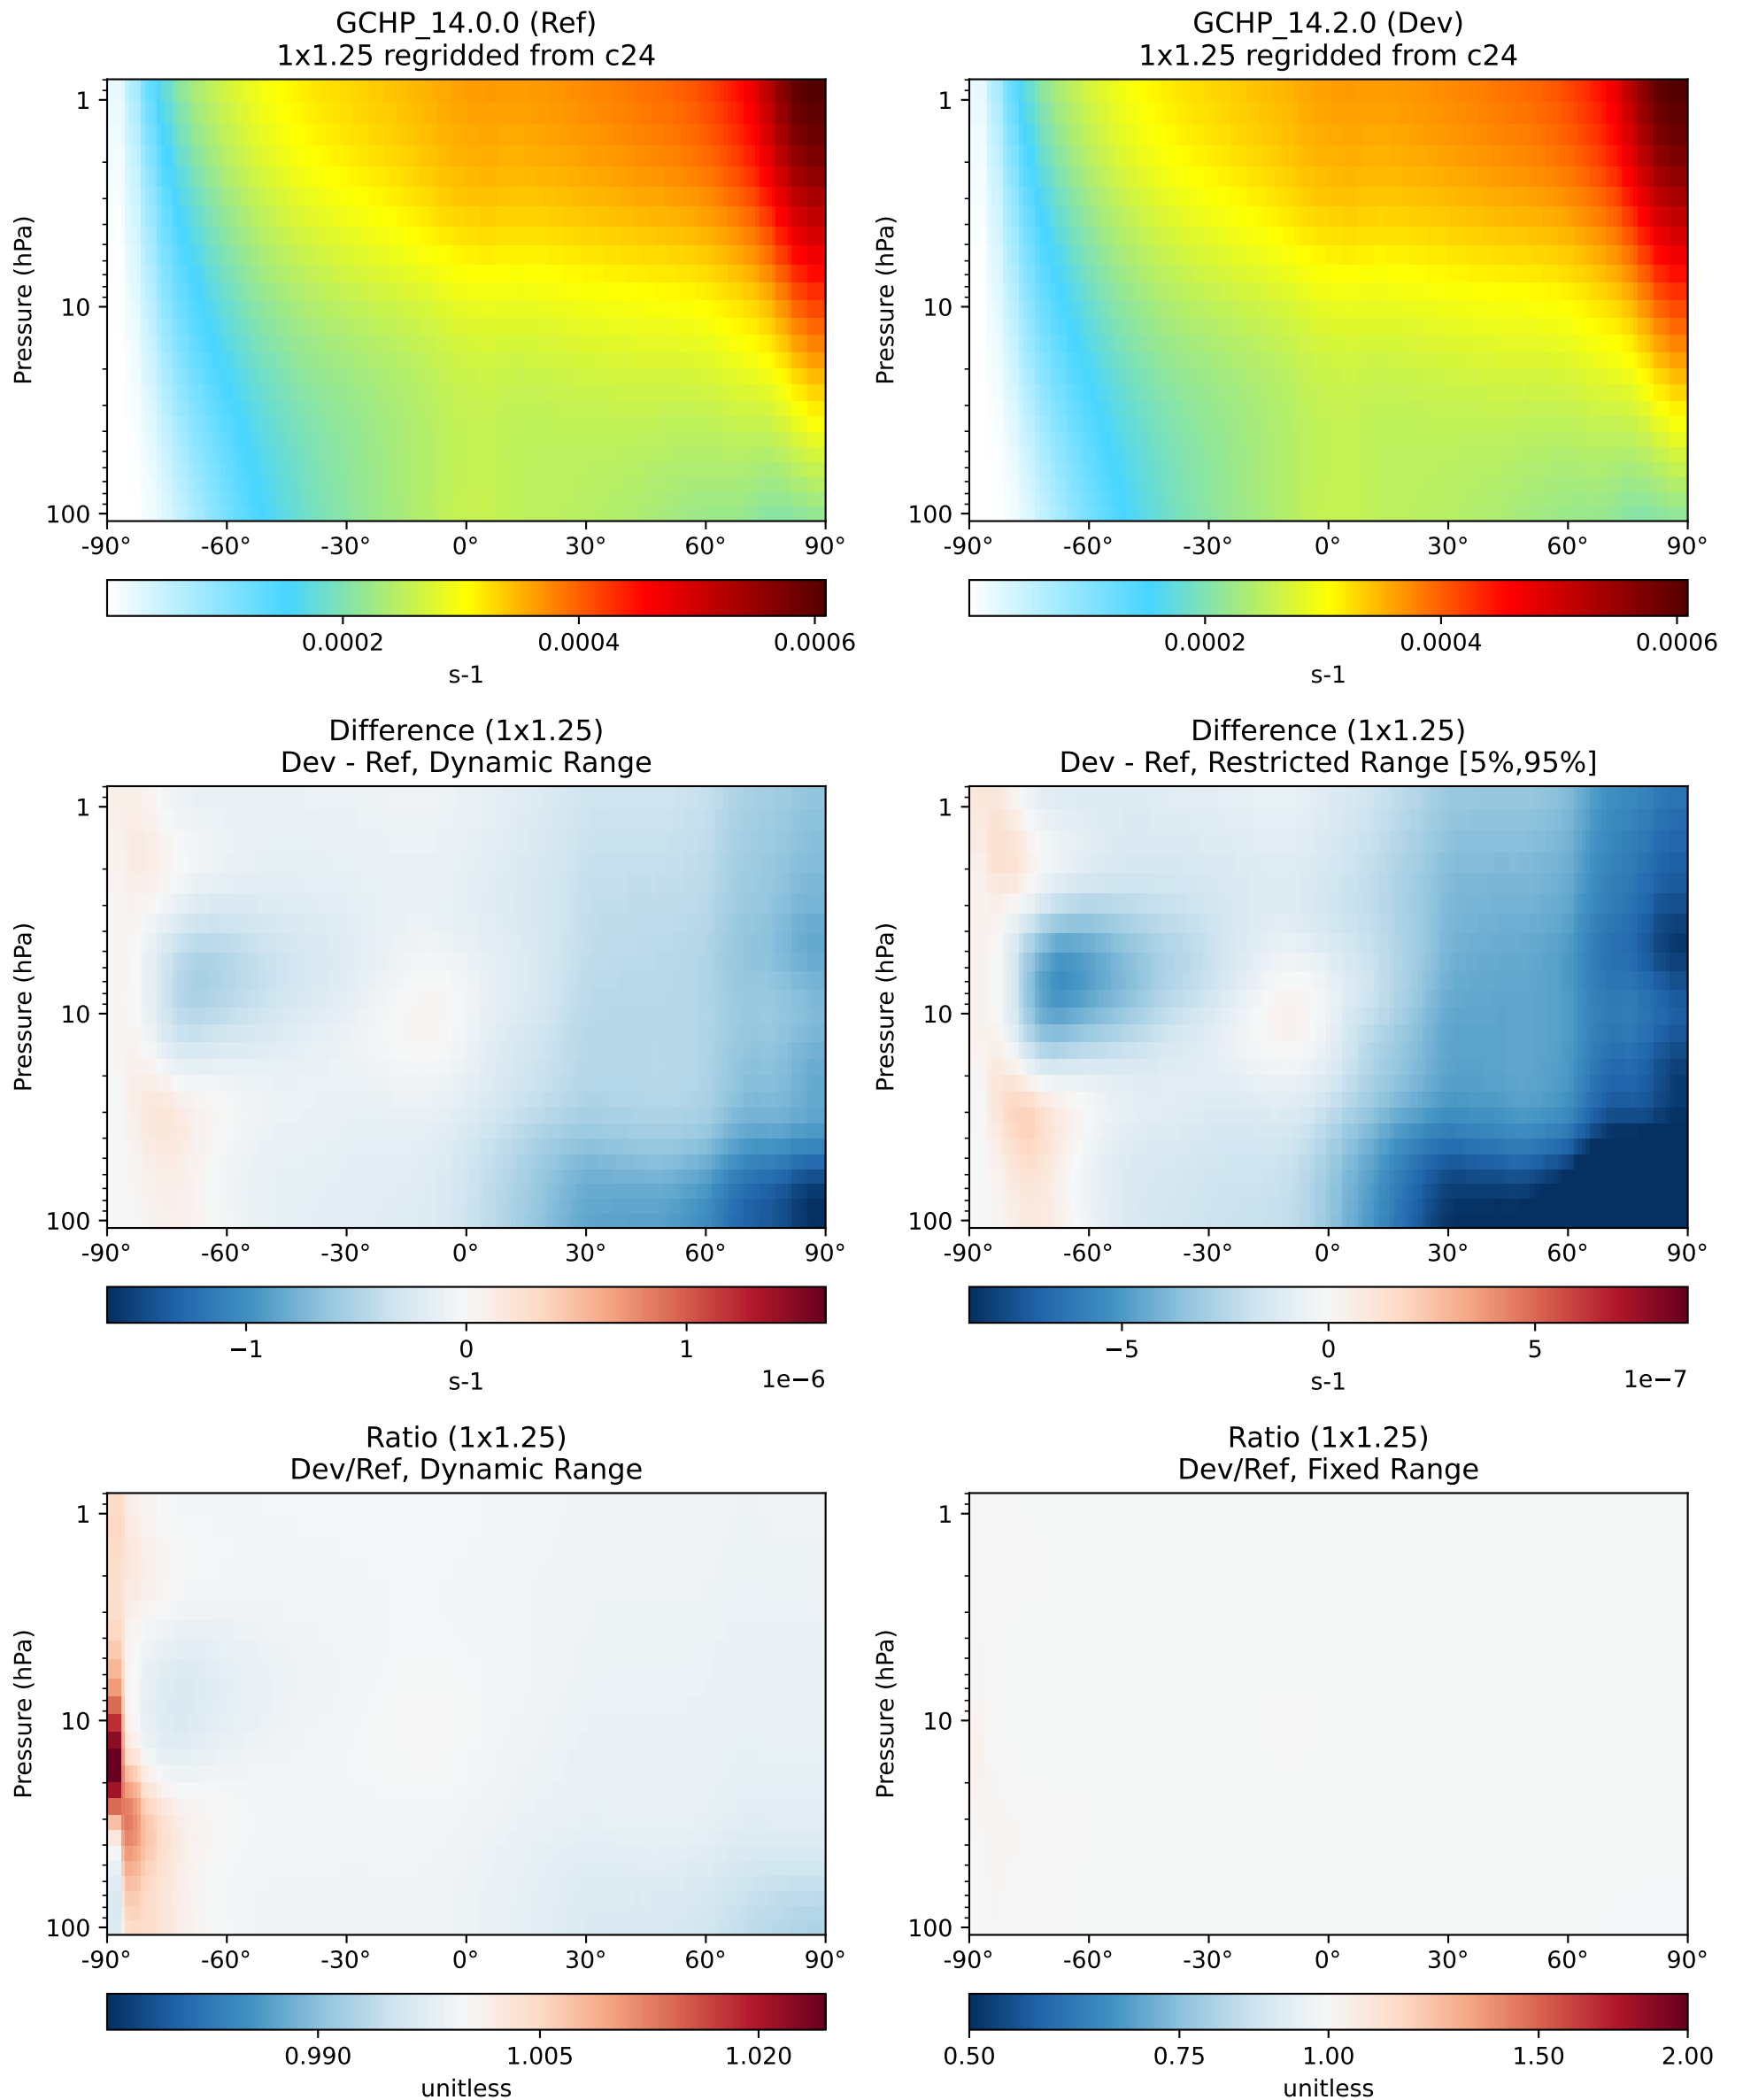 GCHP_14.0.0 (Ref)
1x1.25 regridded from c24
Pressure (hPa)
1
10
100
-90° -60° -30° 0° 30° 60° 90°
0.0002 0.0004 0.0006
s-1
GCHP_14.2.0 (Dev)
1x1.25 regridded from c24
Pressure (hPa)
1
10
100
-90° -60° -30° 0° 30° 60° 90°
0.0002 0.0004 0.0006
s-1
Difference (1x1.25)
Dev - Ref, Dynamic Range
Pressure (hPa)
1
10
100
-90° -60° -30° 0° 30° 60° 90°
−1 0 1
1e−6
s-1
Difference (1x1.25)
Dev - Ref, Restricted Range [5%,95%]
Pressure (hPa)
1
10
100
-90° -60° -30° 0° 30° 60° 90°
−5 0 5
1e−7
s-1
Ratio (1x1.25)
Dev/Ref, Dynamic Range
Pressure (hPa)
1
10
100
-90° -60° -30° 0° 30° 60° 90°
0.990 1.005 1.020
unitless
Ratio (1x1.25)
Dev/Ref, Fixed Range
Pressure (hPa)
1
10
100
-90° -60° -30° 0° 30° 60° 90°
0.50 0.75 1.00 1.50 2.00
unitless